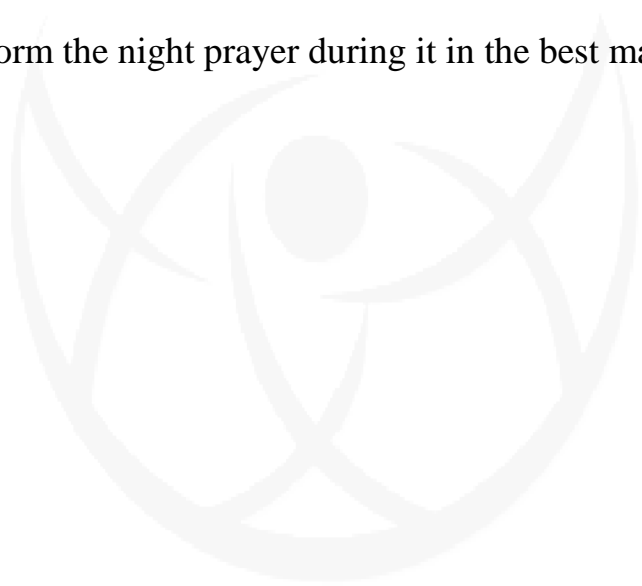 orm the night prayer during it in the best ma